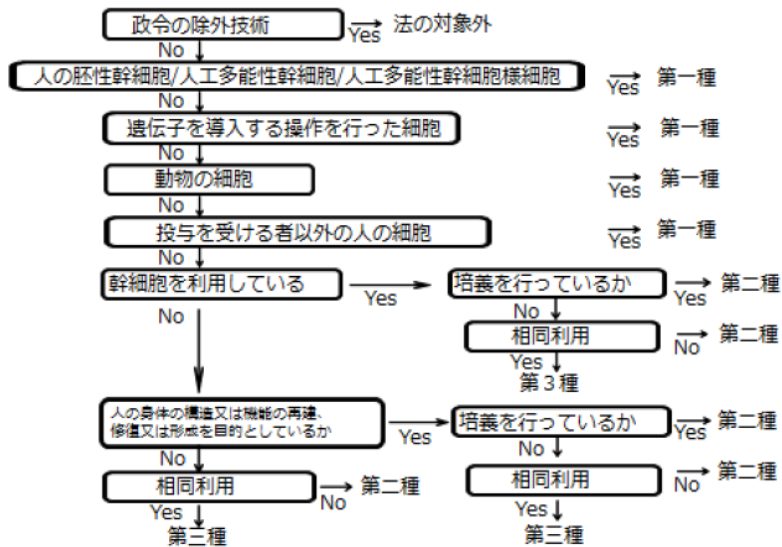 政令の除外技術 Yes 法の対象外
No
人の胚性幹細胞/人工多能性幹細胞/人工多能性幹細胞様細胞 Yes 第一種
No
遺伝子を導入する操作を行った細胞 Yes 第一種
No
動物の細胞 Yes 第一種
No
投与を受ける者以外の人の細胞 Yes 第一種
No
幹細胞を利用している Yes 培義を行っているか Yes 第二種
No No
相同利用 No 第二種
Yes
第3種
人の身体の構造又は機能の再建、
修復又は形成を目的としているか Yes 培義を行っているか Yes 第二種
No No
相同利用 No 第二種 相同利用 No 第二種
Yes Yes
第三種 第三種